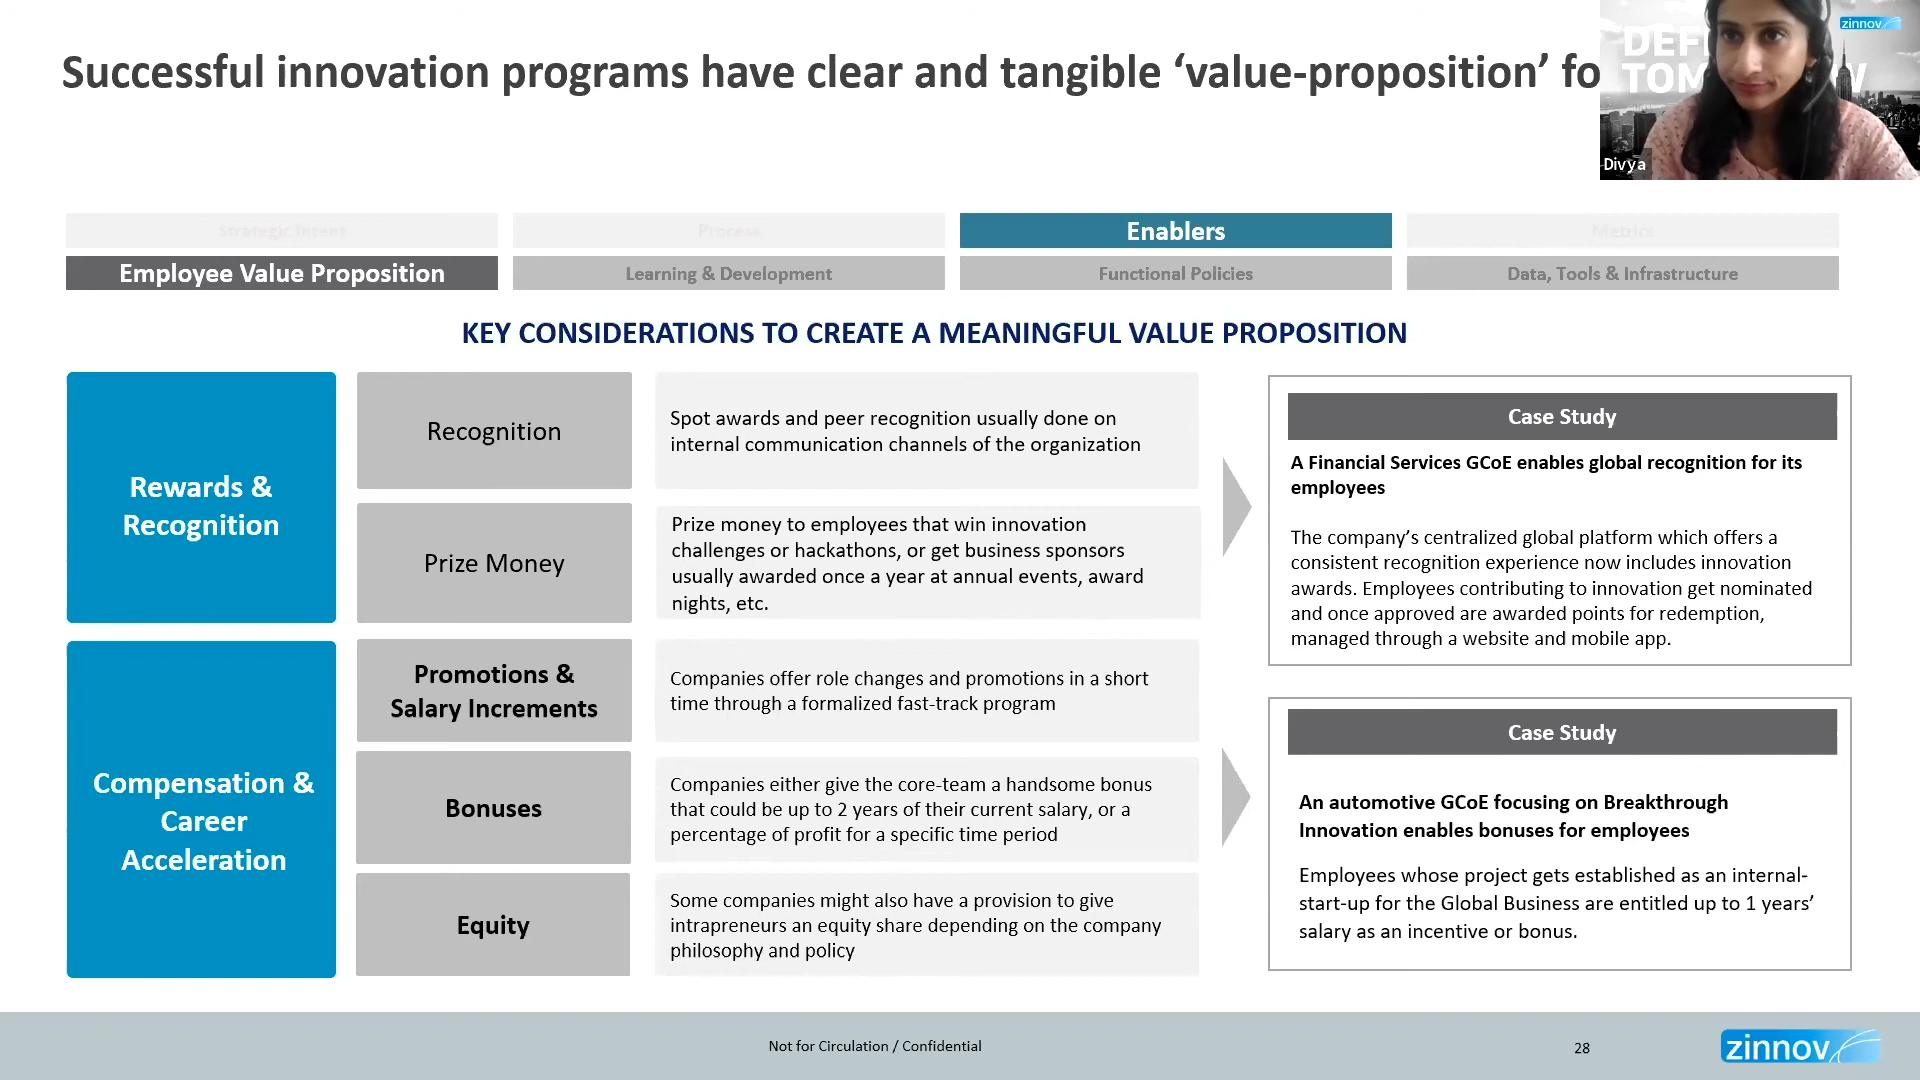 Successful innovation programs have clear and tangible ‘value-proposition’ fo
zinnov
DEF
TOM W
Divya
Strategic Intent
Process
Enablers
Metrics
Employee Value Proposition
Learning & Development
Functional Policies
Data, Tools & Infrastructure
KEY CONSIDERATIONS TO CREATE A MEANINGFUL VALUE PROPOSITION
Rewards &
Recognition
Recognition
Spot awards and peer recognition usually done on
internal communication channels of the organization
Prize Money
Prize money to employees that win innovation
challenges or hackathons, or get business sponsors
usually awarded once a year at annual events, award
nights, etc.
Case Study
A Financial Services GCoE enables global recognition for its
employees
The company’s centralized global platform which offers a
consistent recognition experience now includes innovation
awards. Employees contributing to innovation get nominated
and once approved are awarded points for redemption,
managed through a website and mobile app.
Compensation &
Career
Acceleration
Promotions &
Salary Increments
Companies offer role changes and promotions in a short
time through a formalized fast-track program
Bonuses
Companies either give the core-team a handsome bonus
that could be up to 2 years of their current salary, or a
percentage of profit for a specific time period
Equity
Some companies might also have a provision to give
intrapreneurs an equity share depending on the company
philosophy and policy
Case Study
An automotive GCoE focusing on Breakthrough
Innovation enables bonuses for employees
Employees whose project gets established as an internal-
start-up for the Global Business are entitled up to 1 years’
salary as an incentive or bonus.
Not for Circulation / Confidential
28
zinnov